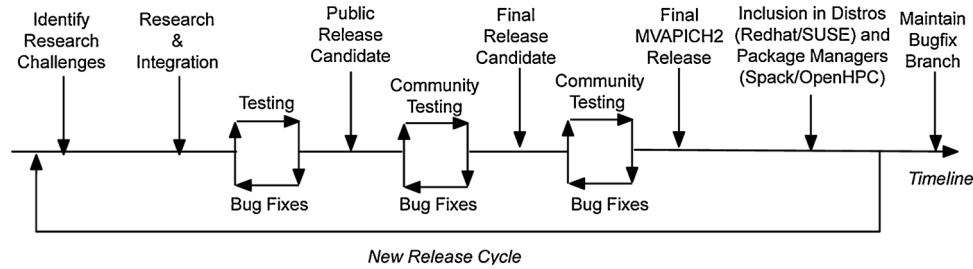 Identify
Research
Challenges
Research
&
Integration
Testing
Bug Fixes
Public
Release
Candidate
Community
Testing
Bug Fixes
Final
Release
Candidate
Community
Testing
Bug Fixes
Final
MVAPICH2
Release
Inclusion in Distros
(Redhat/SUSE) and
Package Managers
(Spack/OpenHPC)
Maintain
Bugfix
Branch
Timeline
New Release Cycle